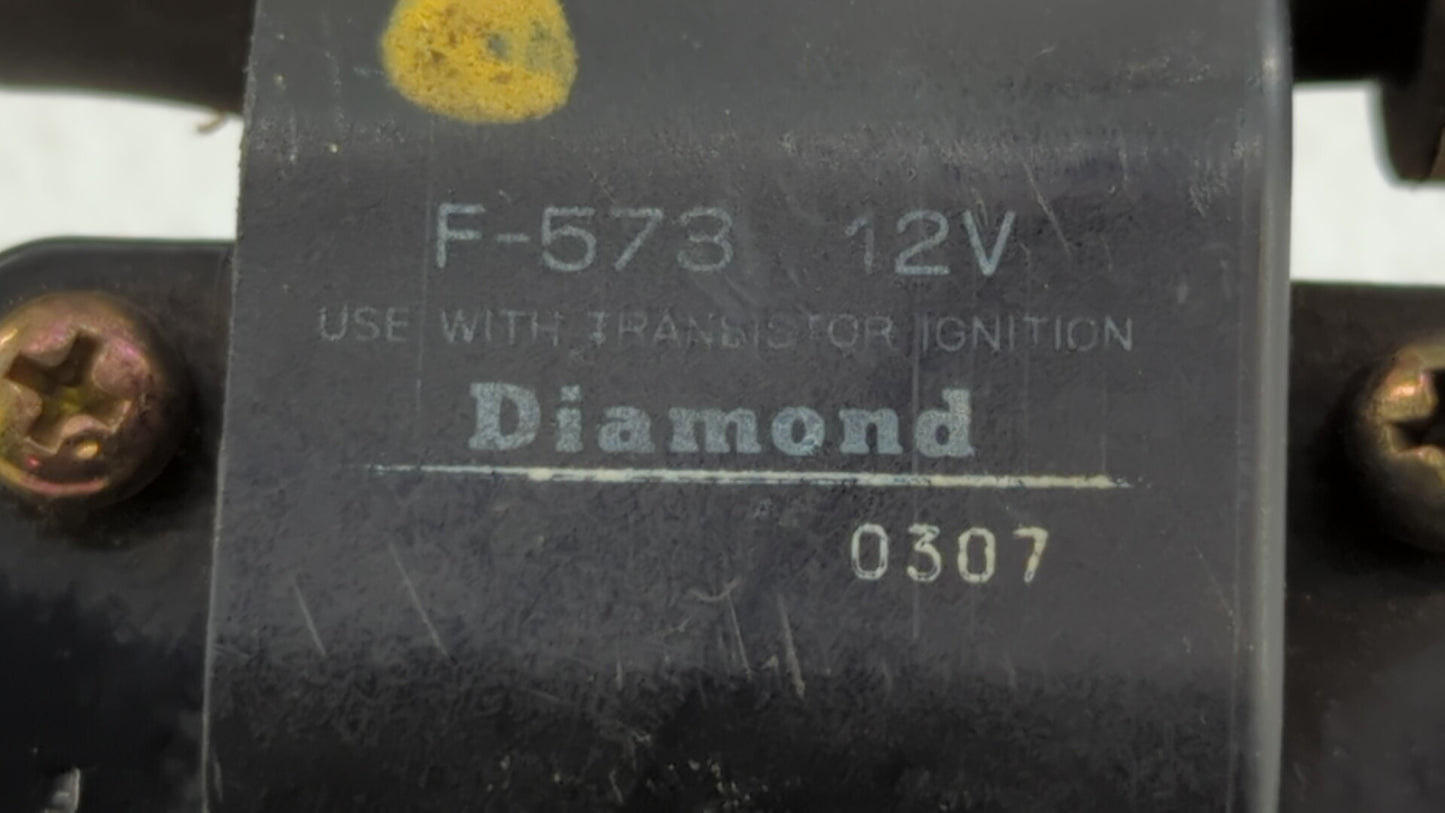 F-573 12V
USE WITH TRANSISTOR IGNITION
Diamond
0307